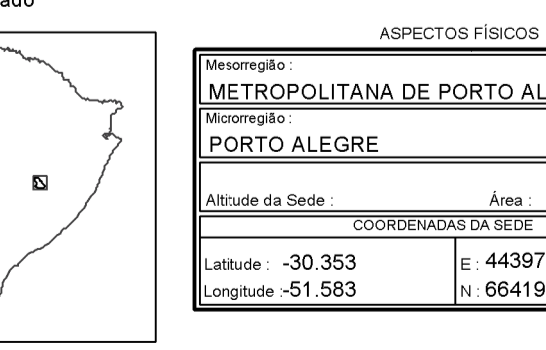 ASPECTOS FÍSICOS
Mesorregião :
METROPOLITANA DE PORTO
Microrregião :
PORTO ALEGRE
Altitude da Sede : Área :
COORDENADAS DA SEDE
Latitude : -30.353 E : 44397
Longitude :-51.583 N : 66419